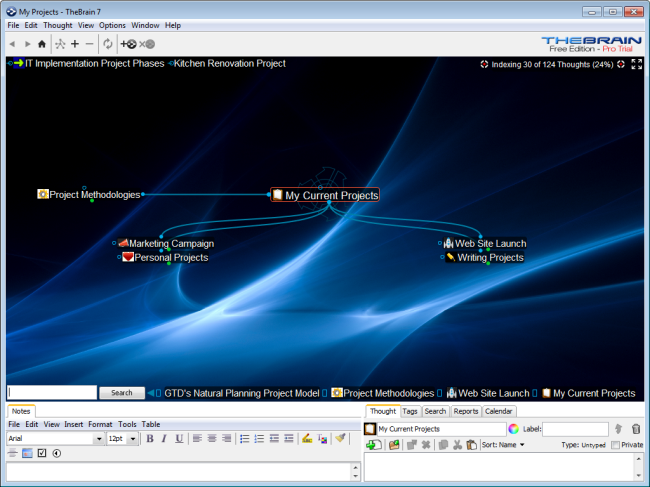 My Projects - TheBrain 7
File Edit Thought View Options Window Help
THEBRAIN
Free Edition - Pro Trial
IT Implementation Project Phases Kitchen Renovation Project
Indexing 30 of 124 Thoughts (24%)
Project Methodologies
My Current Projects
Marketing Campaign
Web Site Launch
Personal Projects
Writing Projects
Search GTD's Natural Planning Project Model Project Methodologies Web Site Launch My Current Projects
Notes
File Edit View Insert Format Tools Table
Arial 12pt B I U
Thought Tags Search Reports Calendar
My Current Projects Label:
Sort: Name Type: Untyped Private